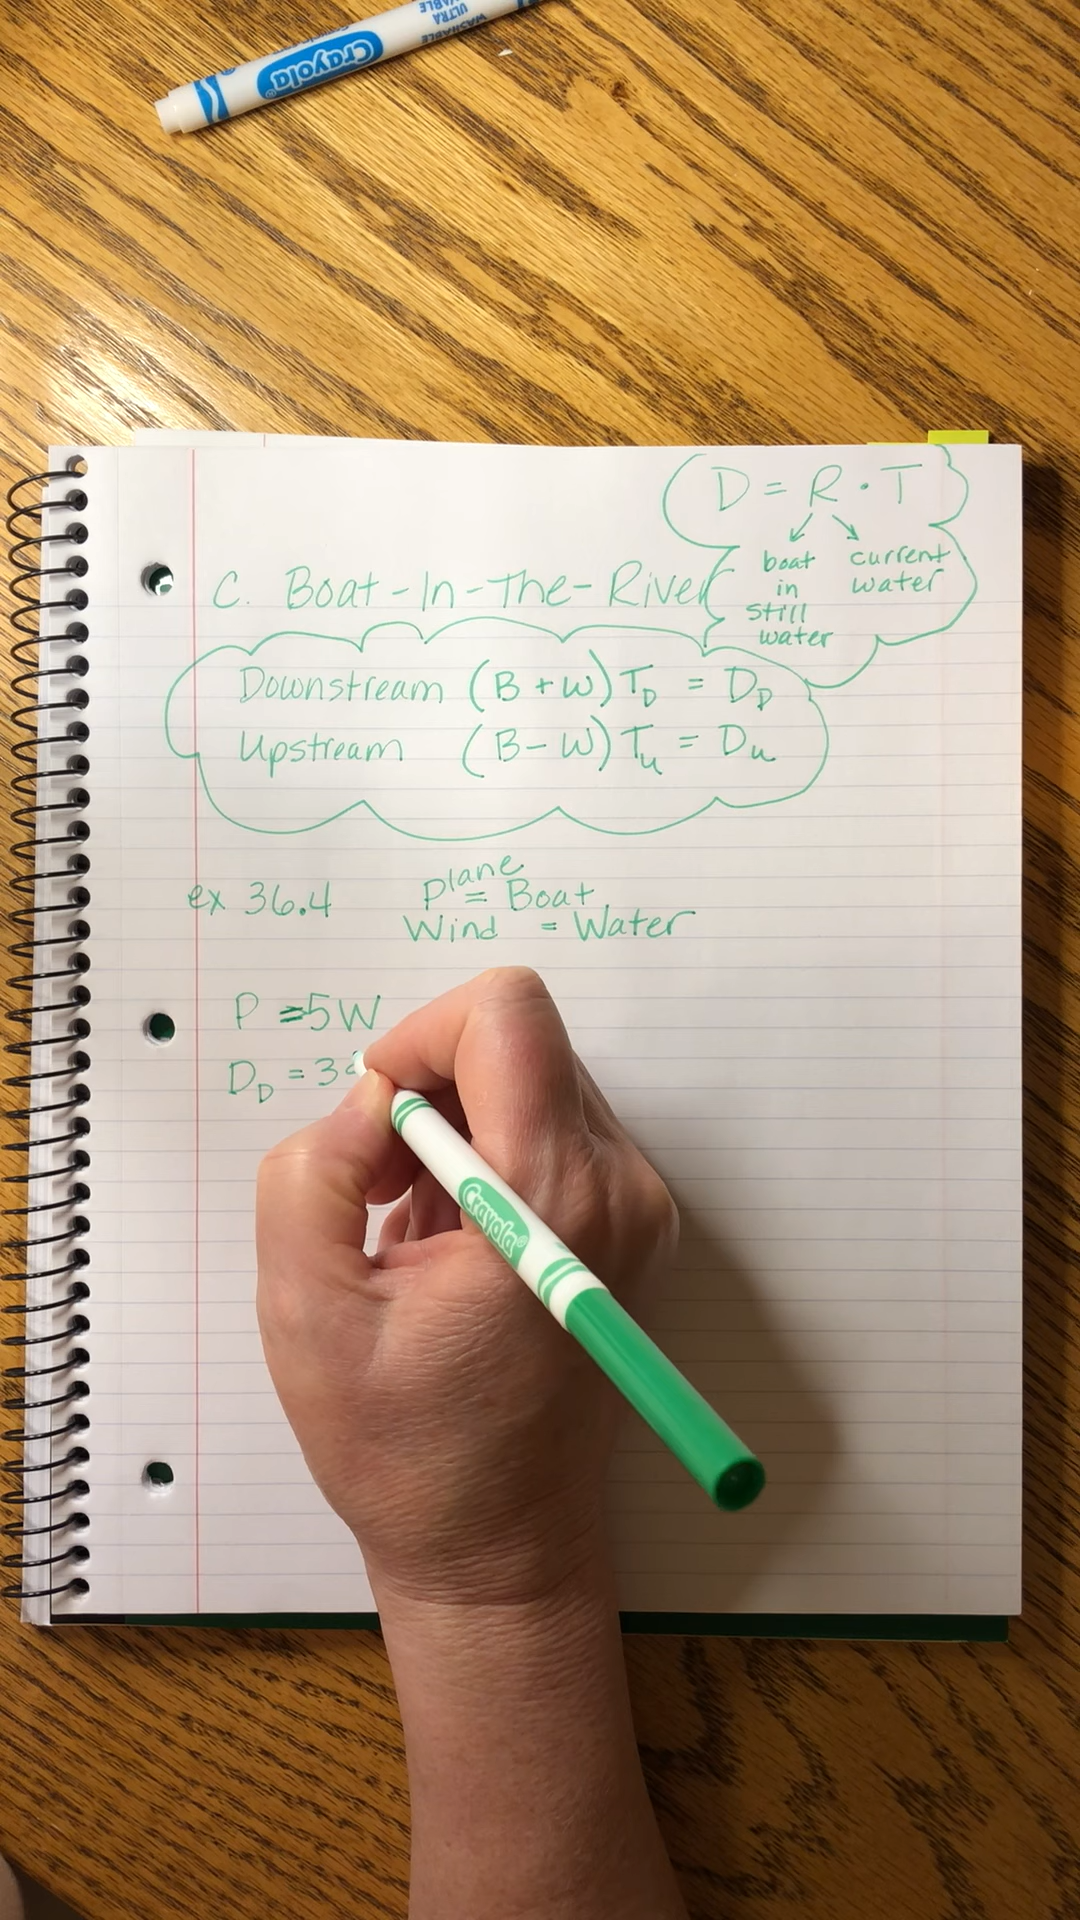 Crayola
ULTRA
WASHABLE
D = R • T
boat
in
still
water
current
water
C. Boat-In-The-River
Downstream (B+W) T_D = D_D
Upstream (B-W) T_u = D_u
ex 36.4
plane = Boat
Wind = Water
P = 5W
D_D = 3
Crayola